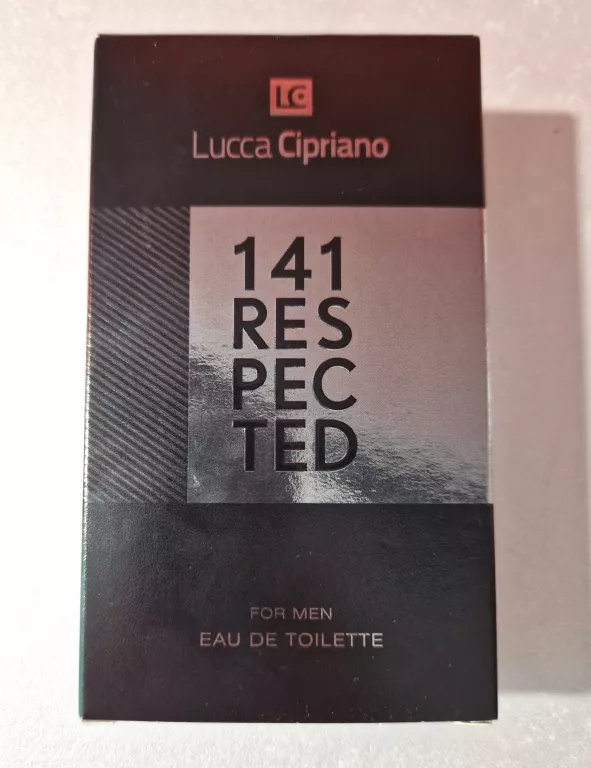 LC
Lucca Cipriano
141
RES
PEC
TED
FOR MEN
EAU DE TOILETTE